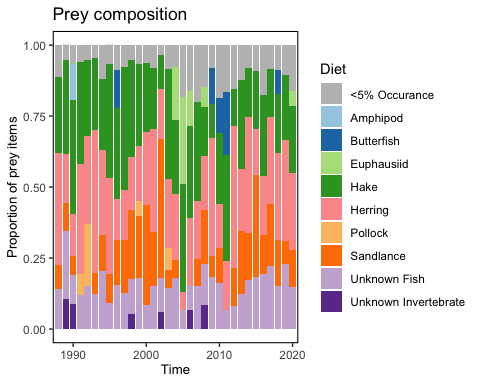 Prey composition
Proportion of prey items
1.00
0.75
0.50
0.25
0.00
1990
2000
2010
2020
Time
Diet
<5% Occurance
Amphipod
Butterfish
Euphausiid
Hake
Herring
Pollock
Sandlance
Unknown Fish
Unknown Invertebrate